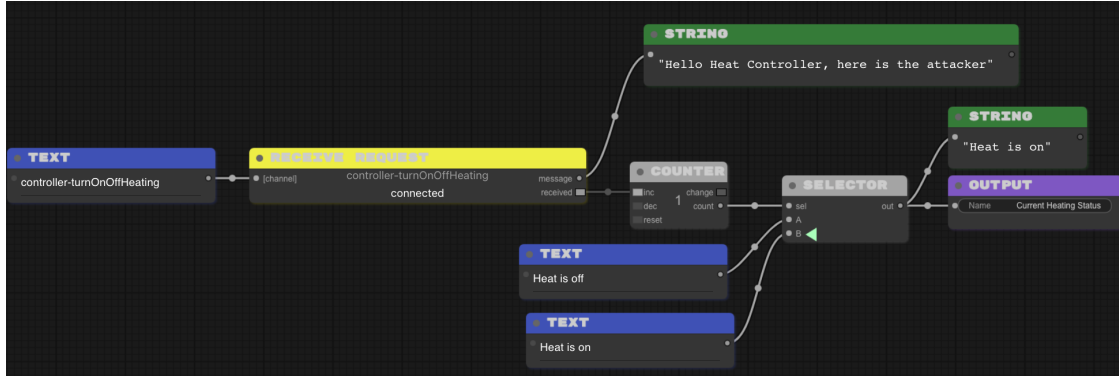 STRING
"Hello Heat Controller, here is the attacker"
STRING
"Heat is on"
TEXT
controller-turnOnOffHeating
RECEIVE REQUEST
[channel]
controller-turnOnOffHeating
connected
message
received
COUNTER
inc
dec
reset
1
change
count
SELECTOR
sel
A
B
out
OUTPUT
Name
Current Heating Status
TEXT
Heat is off
TEXT
Heat is on